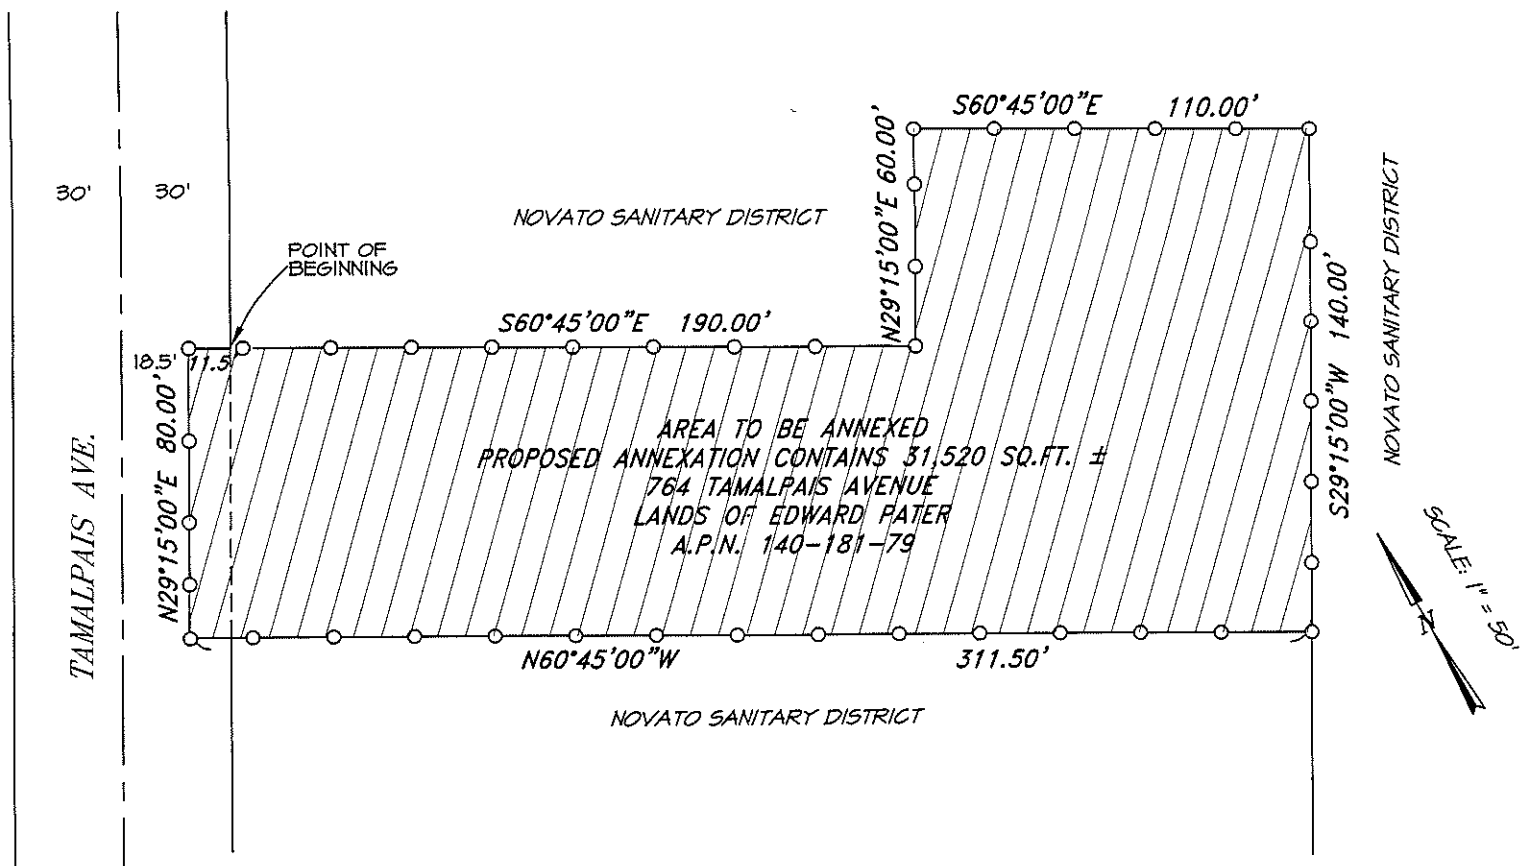 S60°45'00"E 110.00'
N29°15'00"E 60.00'
30'
30'
NOVATO SANITARY DISTRICT
NOVATO SANITARY DISTRICT
POINT OF
BEGINNING
S60°45'00"E 190.00'
18.5'
11.5'
N29°15'00"E 80.00'
S29°15'00"W 140.00'
TAMALPAIS AVE.
AREA TO BE ANNEXED
PROPOSED ANNEXATION CONTAINS 31,520 SQ.FT. ±
764 TAMALPAIS AVENUE
LANDS OF EDWARD PATER
A.P.N. 140-181-79
SCALE: 1" = 50'
N
N60°45'00"W 311.50'
NOVATO SANITARY DISTRICT